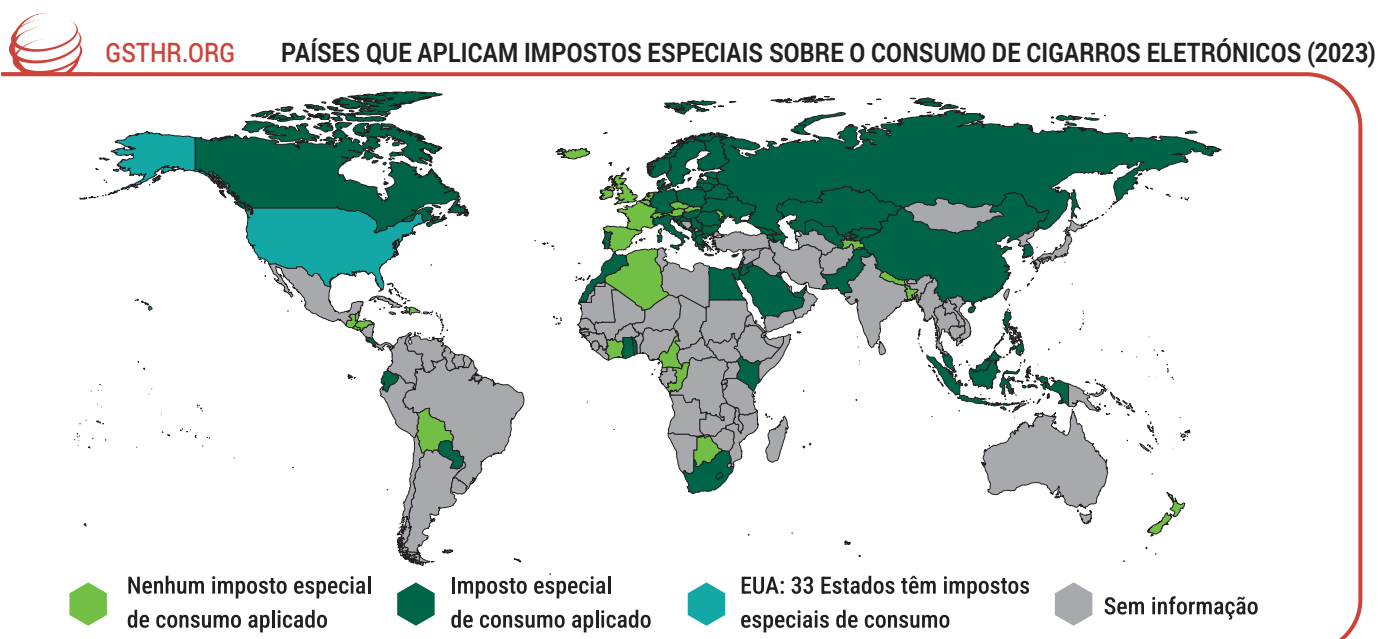 GSTHR.ORG
PAÍSES QUE APLICAM IMPOSTOS ESPECIAIS SOBRE O CONSUMO DE CIGARROS ELETRÓNICOS (2023)
Nenhum imposto especial
de consumo aplicado
Imposto especial
de consumo aplicado
EUA: 33 Estados têm impostos
especiais de consumo
Sem informação